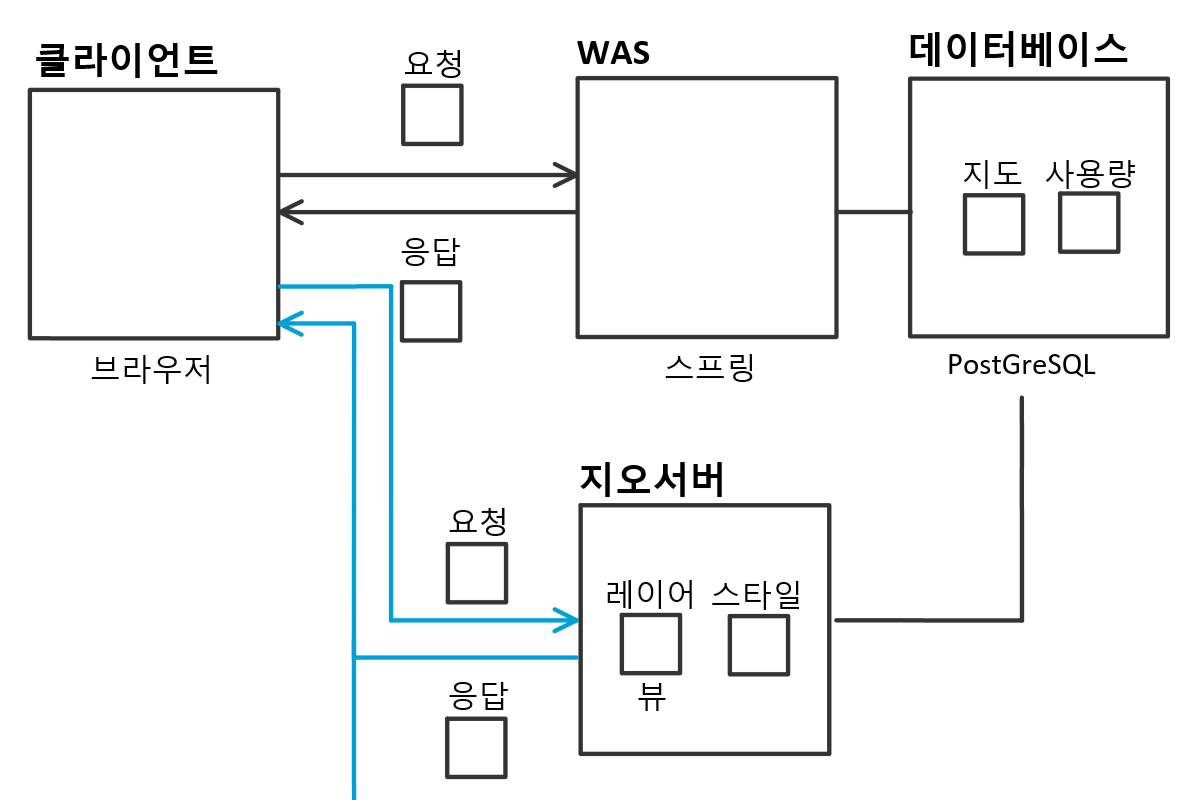 클라이언트
요청
WAS
데이터베이스
지도 사용량
응답
브라우저
스프링
PostGreSQL
지오서버
요청
레이어 스타일
뷰
응답